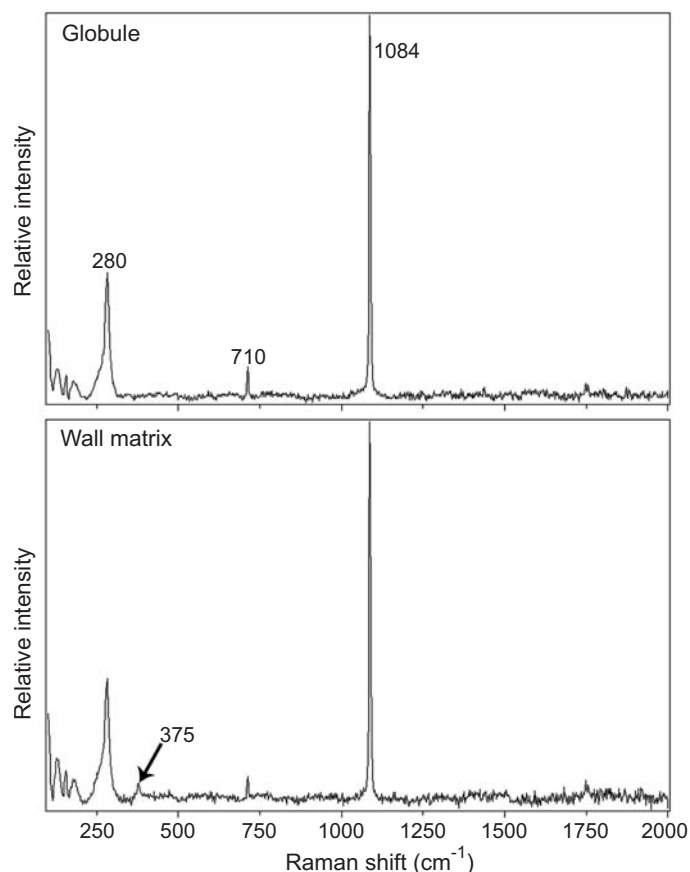 Globule
1084
280
710
Relative intensity
Wall matrix
375
Relative intensity
250 500 750 1000 1250 1500 1750 2000
Raman shift (cm⁻¹)